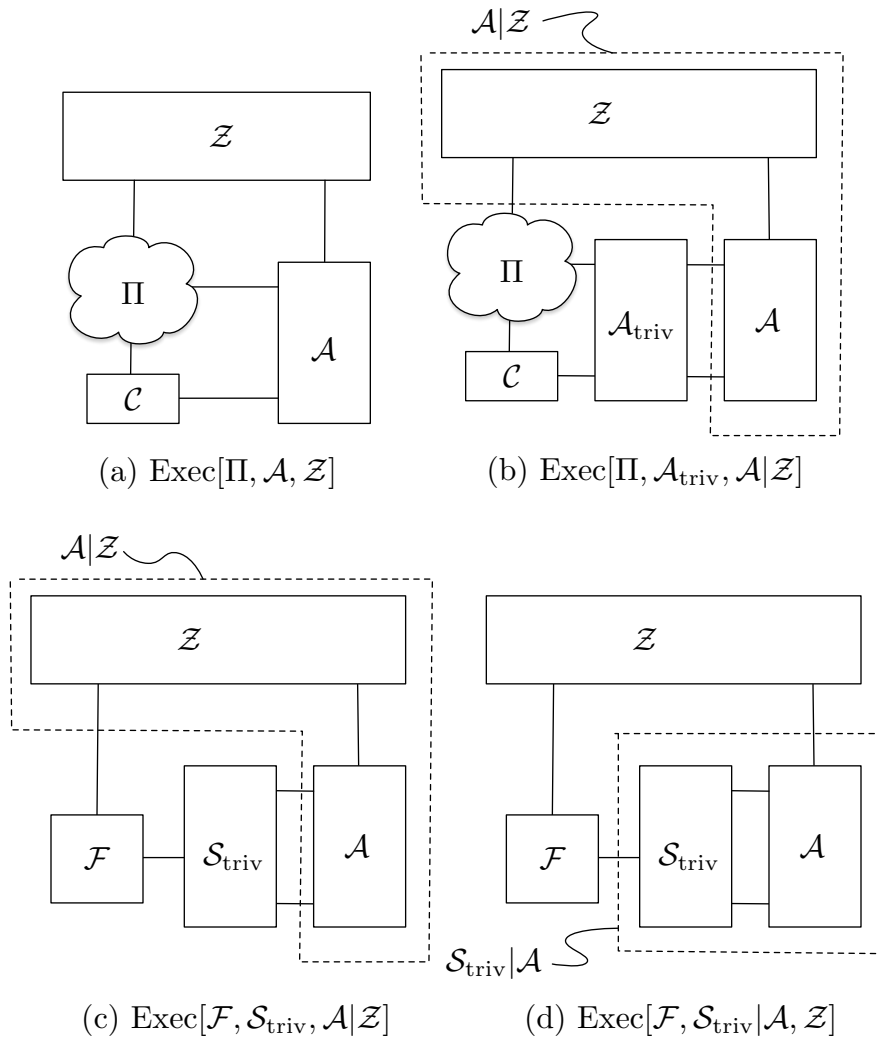 𝒜|𝒵
𝒵
Π
𝒜
𝒞
(a) Exec[Π, 𝒜, 𝒵]
𝒵
Π
𝒜triv
𝒜
𝒞
(b) Exec[Π, 𝒜triv, 𝒜|𝒵]
𝒜|𝒵
𝒵
ℱ
𝒮triv
𝒜
(c) Exec[ℱ, 𝒮triv, 𝒜|𝒵]
𝒵
ℱ
𝒮triv
𝒜
𝒮triv|𝒜
(d) Exec[ℱ, 𝒮triv|𝒜, 𝒵]